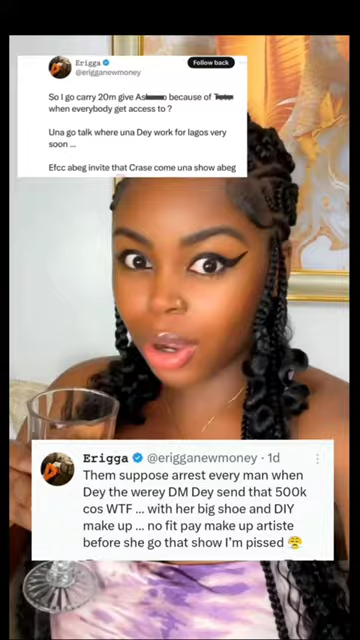 Erigga
@erigganewmoney
Follow back
So I go carry 20m give because of
when everybody get access to ?
Una go talk where una Dey work for lagos very
soon ...
Efcc abeg invite that Crase come una show abeg
Erigga @erigganewmoney · 1d
Them suppose arrest every man when
Dey the werey DM Dey send that 500k
cos WTF ... with her big shoe and DIY
make up ... no fit pay make up artiste
before she go that show I'm pissed 😤